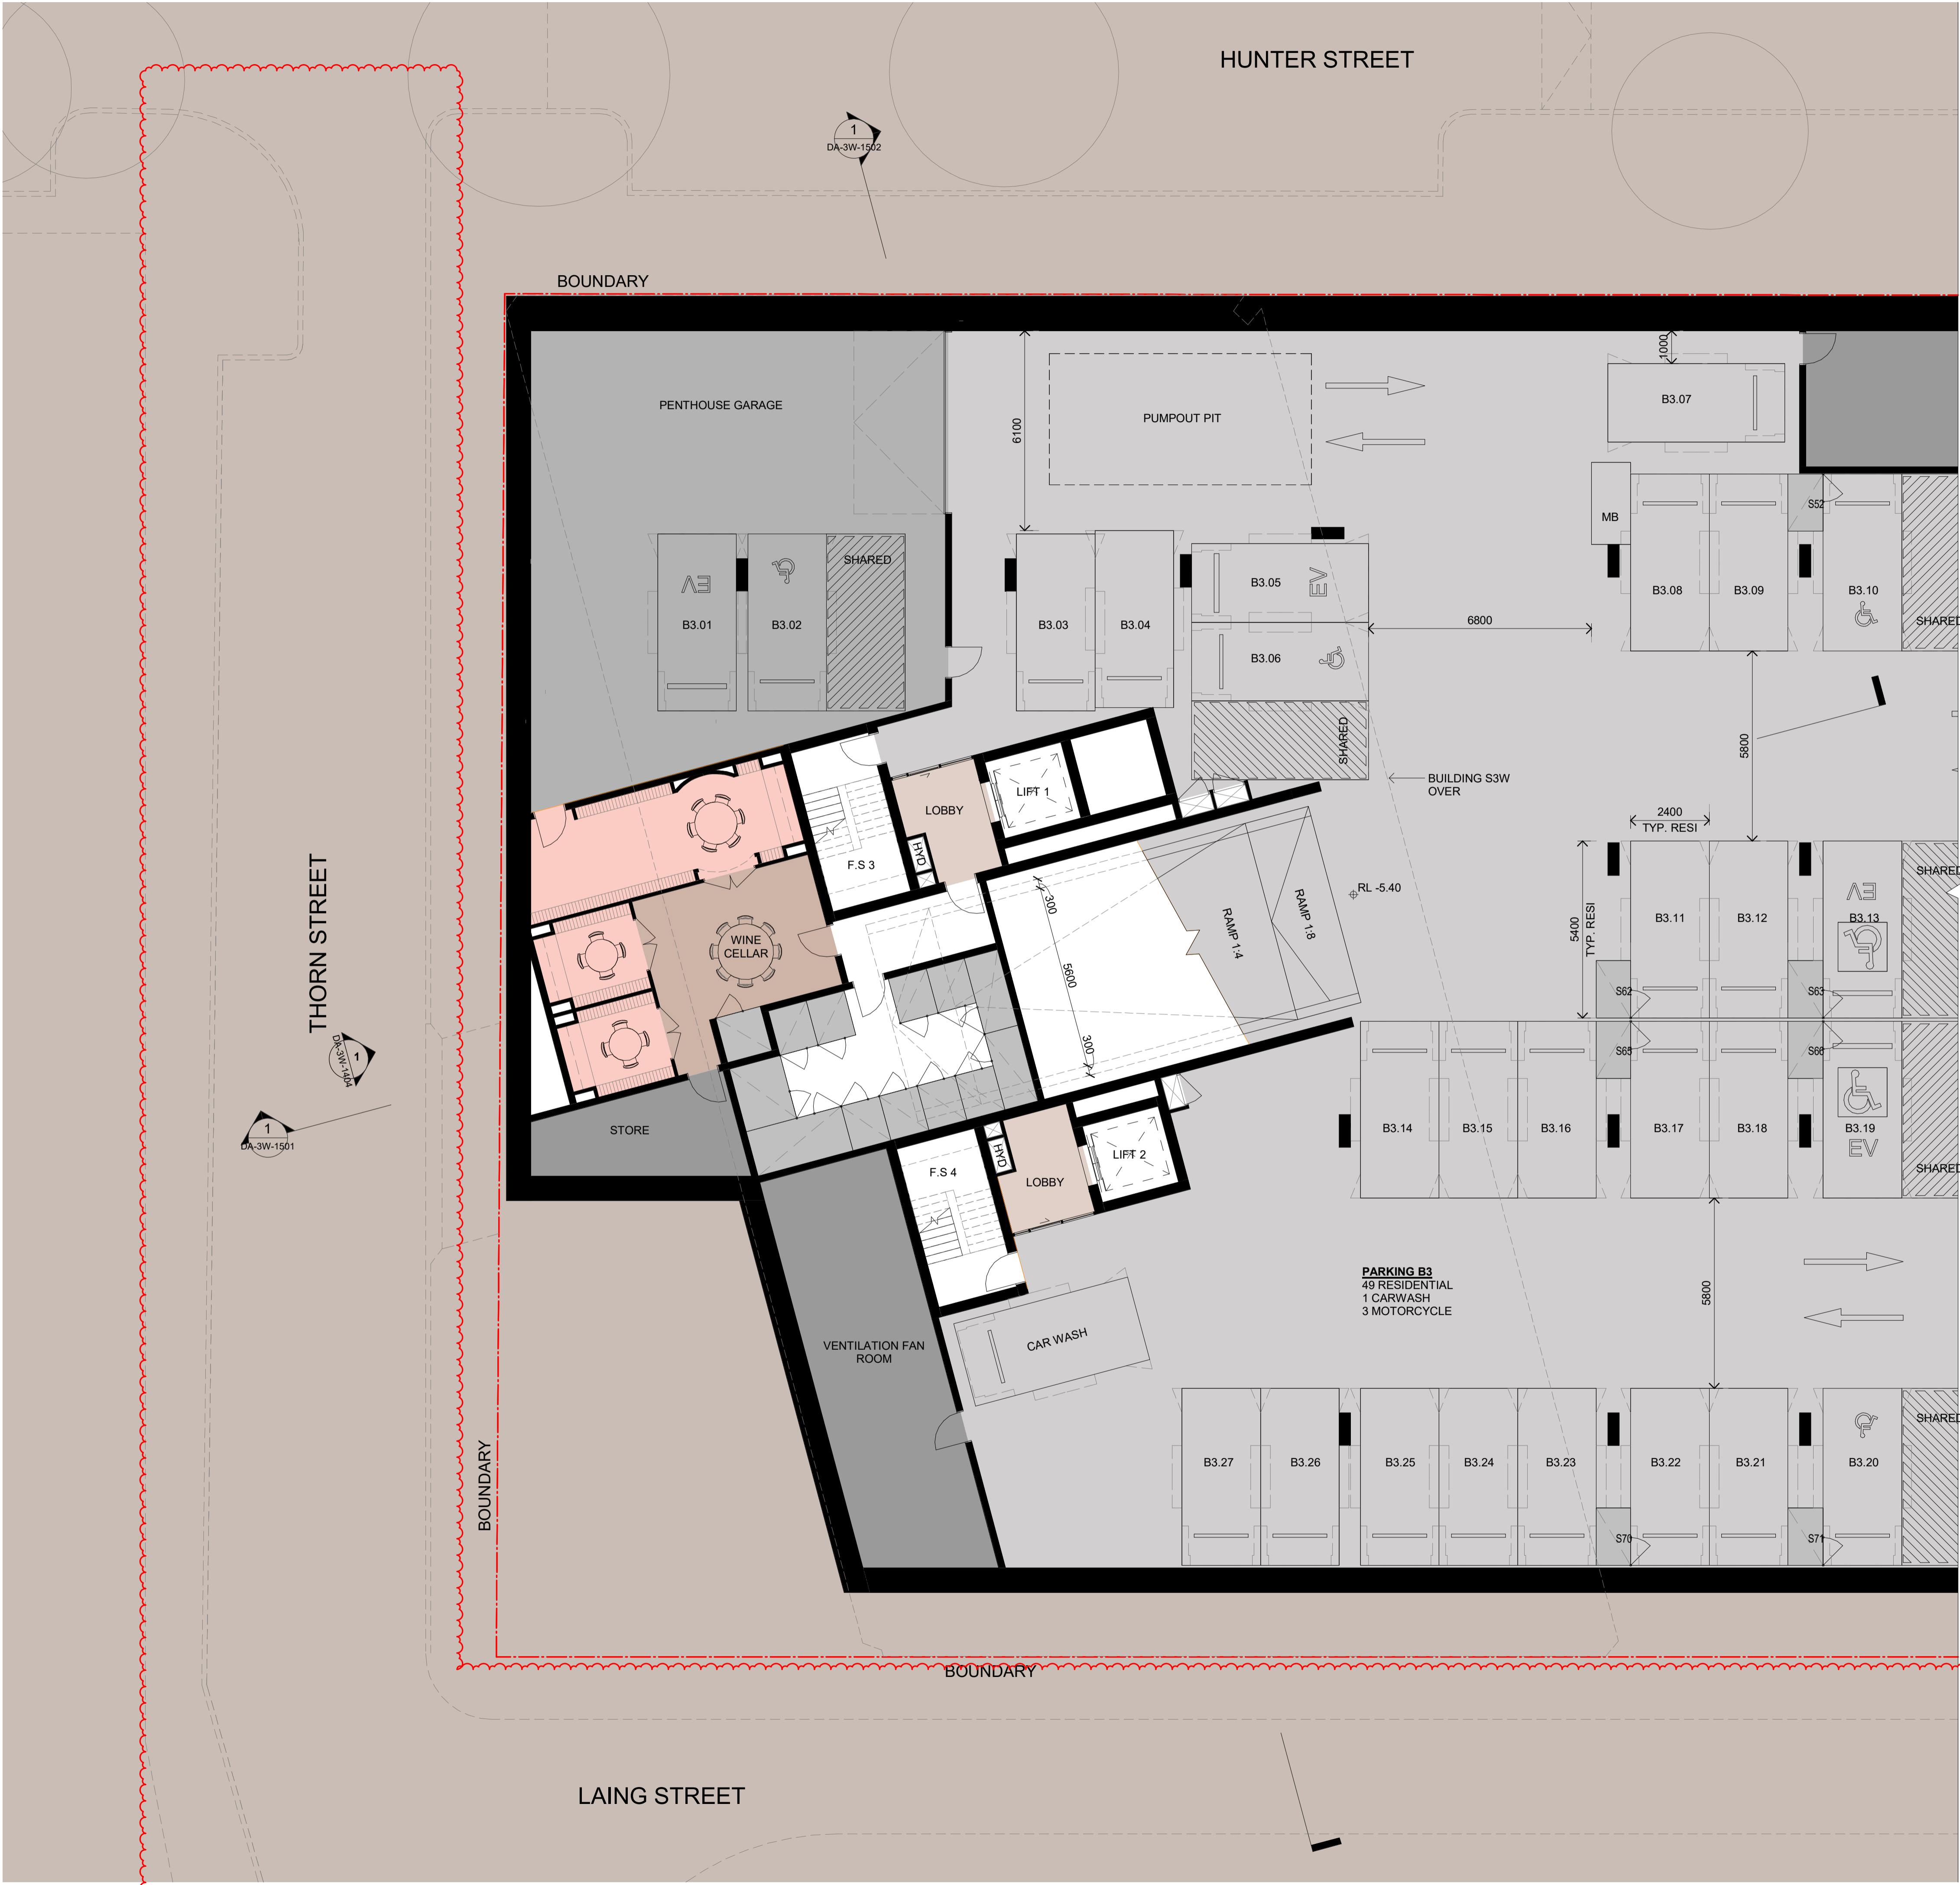 HUNTER STREET
1
DA-3W-1502
BOUNDARY
1000
PENTHOUSE GARAGE
B3.07
PUMPOUT PIT
6100
S52
MB
SHARED
EV
B3.05
EV
B3.08
B3.09
B3.10
B3.01
B3.02
B3.03
B3.04
6800
SHARED
B3.06
SHARED
5800
BUILDING S3W
OVER
LIFT 1
LOBBY
2400
TYP. RESI
HYD
F.S 3
SHARED
RL -5.40
EV
300
RAMP 1:8
RAMP 1:4
5400
TYP. RESI
B3.11
B3.12
B3.13
THORN STREET
WINE
CELLAR
5600
S62
S63
300
1
DA-3W-1404
S65
S66
1
DA-3W-1501
STORE
B3.14
B3.15
B3.16
B3.17
B3.18
B3.19
EV
HYD
LIFT 2
F.S 4
LOBBY
SHARED
PARKING B3
49 RESIDENTIAL
1 CARWASH
3 MOTORCYCLE
5800
CAR WASH
VENTILATION FAN
ROOM
SHARED
BOUNDARY
B3.27
B3.26
B3.25
B3.24
B3.23
B3.22
B3.21
B3.20
S70
S71
BOUNDARY
LAING STREET